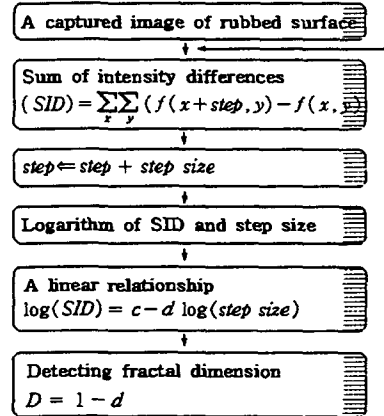 A captured image of rubbed surface
Sum of intensity differences
(SID) = ∑∑ (f(x+step, y) − f(x, y)
x y
step⇐step + step size
Logarithm of SID and step size
A linear relationship
log(SID) = c − d log(step size)
Detecting fractal dimension
D = 1 − d